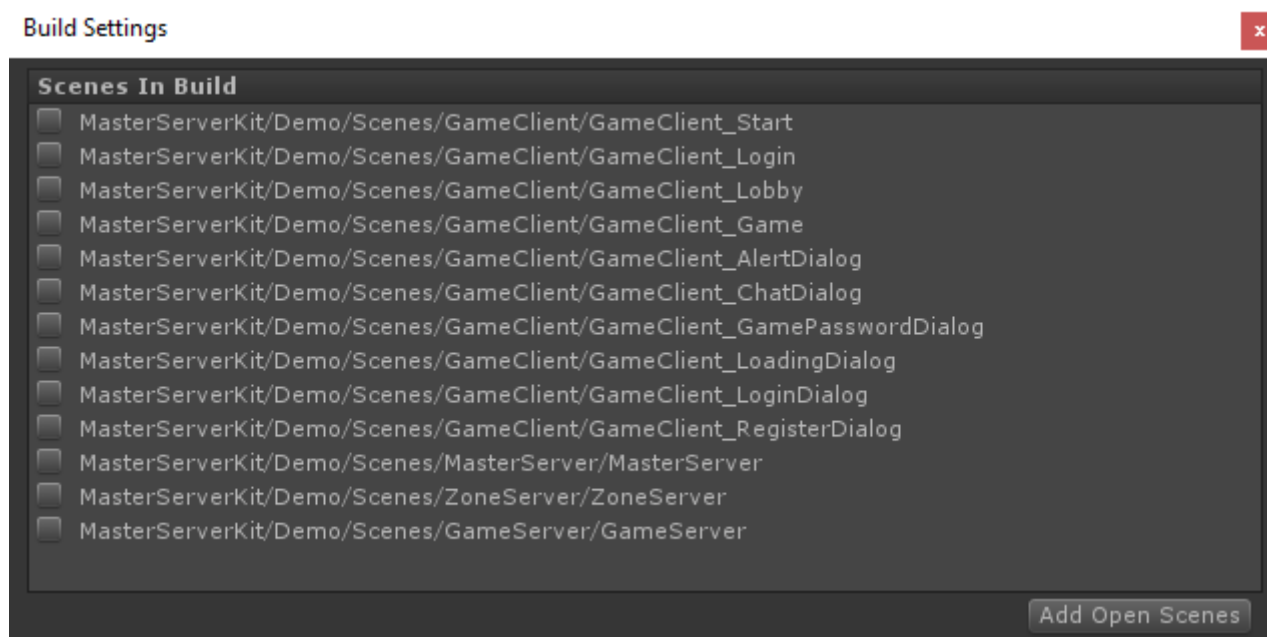 Build Settings
x
Scenes In Build
MasterServerKit/Demo/Scenes/GameClient/GameClient_Start
MasterServerKit/Demo/Scenes/GameClient/GameClient_Login
MasterServerKit/Demo/Scenes/GameClient/GameClient_Lobby
MasterServerKit/Demo/Scenes/GameClient/GameClient_Game
MasterServerKit/Demo/Scenes/GameClient/GameClient_AlertDialog
MasterServerKit/Demo/Scenes/GameClient/GameClient_ChatDialog
MasterServerKit/Demo/Scenes/GameClient/GameClient_GamePasswordDialog
MasterServerKit/Demo/Scenes/GameClient/GameClient_LoadingDialog
MasterServerKit/Demo/Scenes/GameClient/GameClient_LoginDialog
MasterServerKit/Demo/Scenes/GameClient/GameClient_RegisterDialog
MasterServerKit/Demo/Scenes/MasterServer/MasterServer
MasterServerKit/Demo/Scenes/ZoneServer/ZoneServer
MasterServerKit/Demo/Scenes/GameServer/GameServer
Add Open Scenes